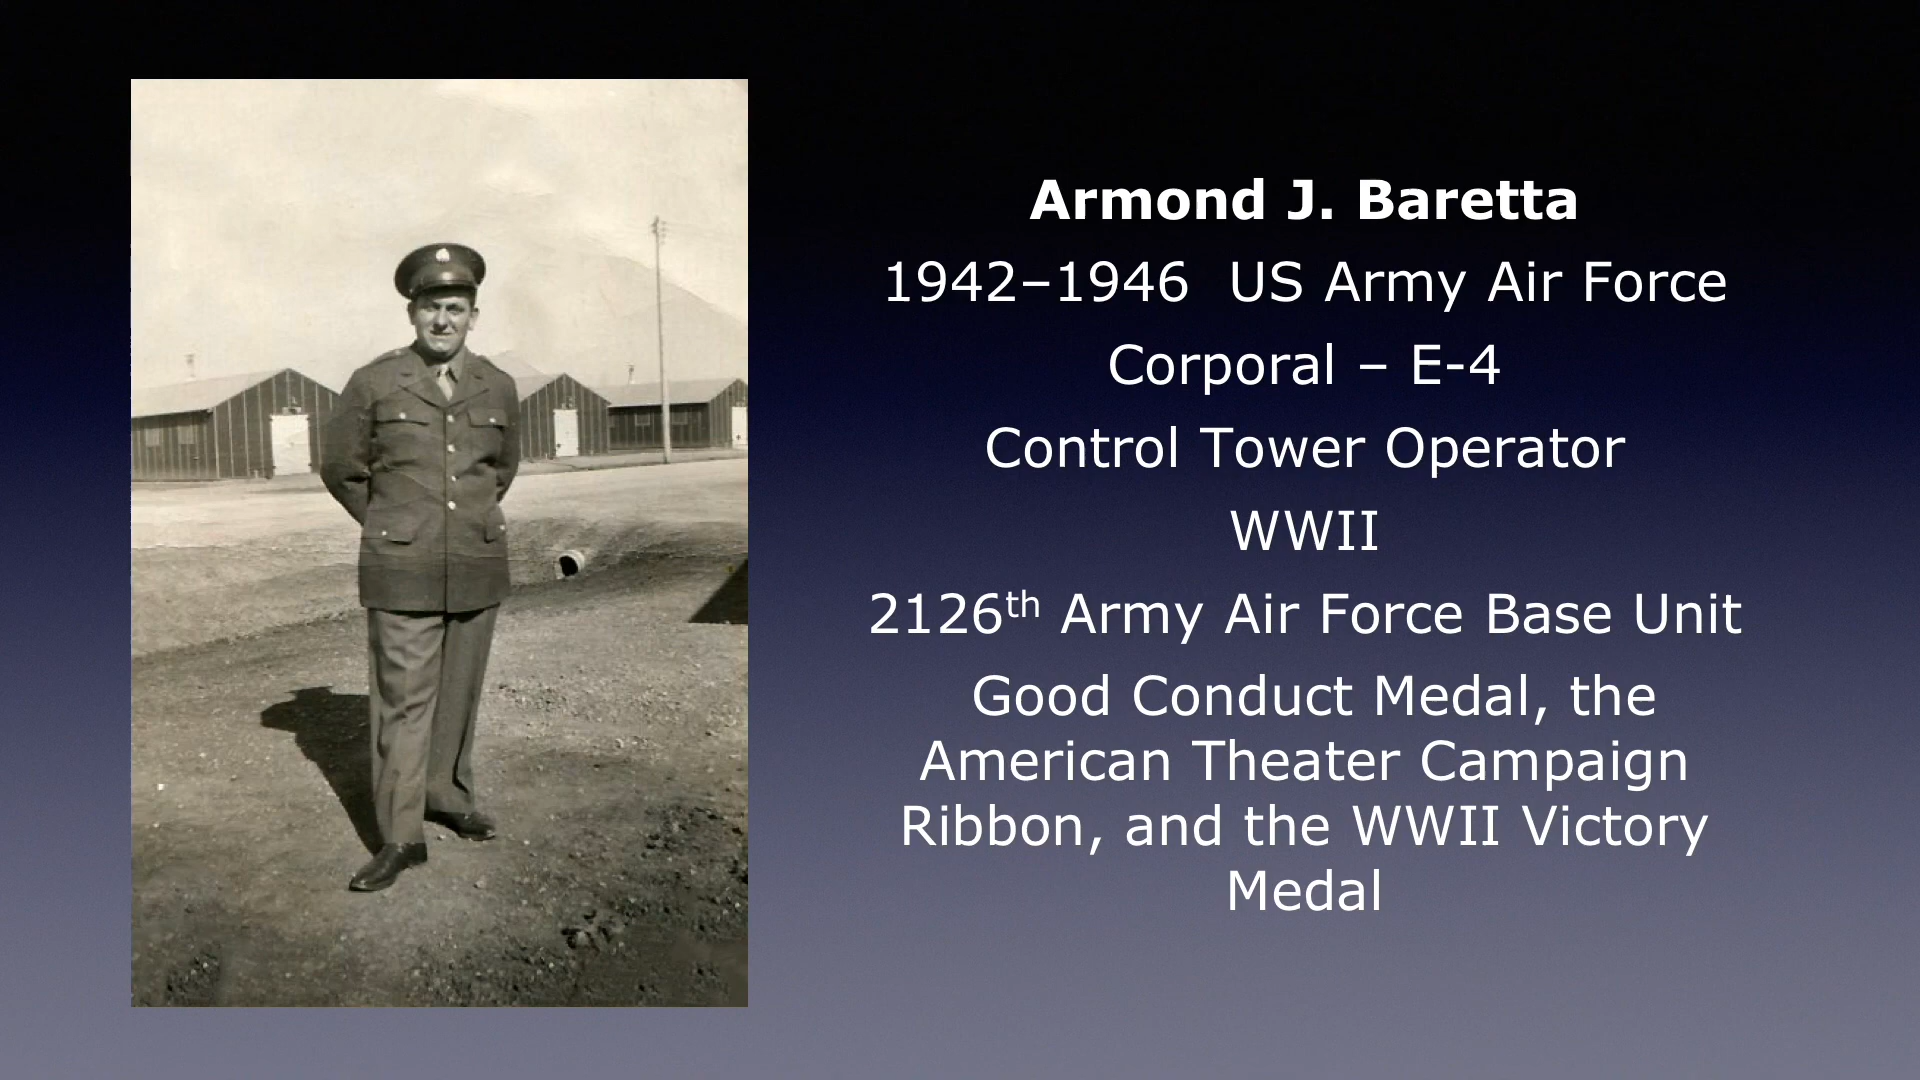 Armond J. Baretta
1942–1946  US Army Air Force
Corporal – E-4
Control Tower Operator
WWII
2126th Army Air Force Base Unit
Good Conduct Medal, the
American Theater Campaign
Ribbon, and the WWII Victory
Medal